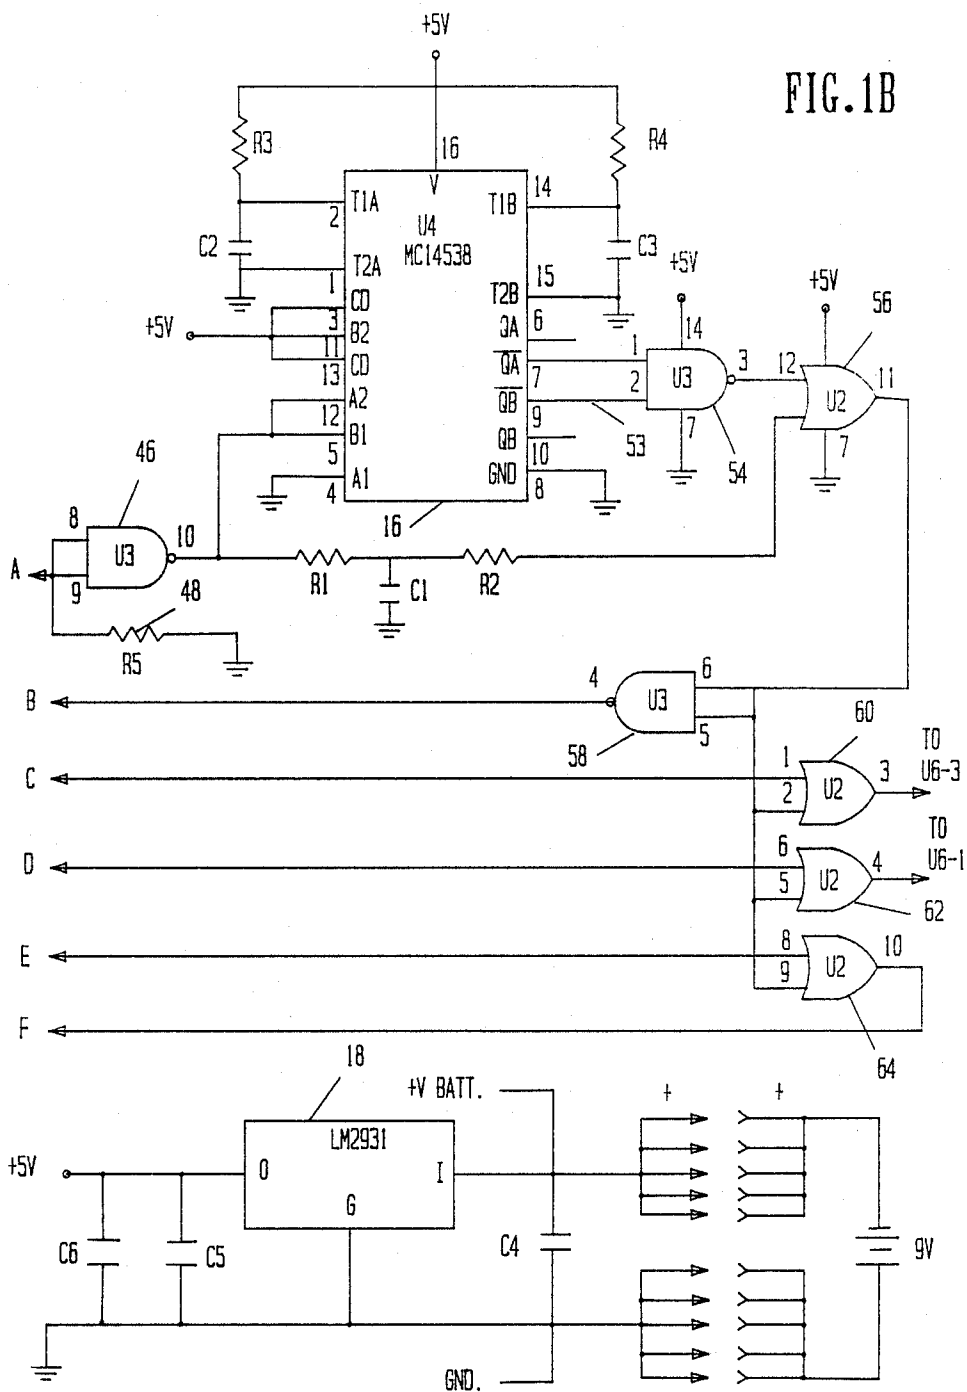 +5V
FIG.1B
R3
16
R4
V
14
T1A
T1B
2
U4
MC14538
C2
C3
+5V
15
T2A
T2B
+5V
56
1
CD
6
QA
14
3
+5V
B2
1
3
12
11
11
QA
U3
CD
7
2
U2
13
QB
A2
9
7
53
54
7
12
B1
QB
46
5
10
GND
A1
4
8
8
10
16
U3
A
9
48
R1
C1
R2
R5
4
6
B
U3
60
58
5
TO
U6-3
1
3
C
2
U2
TO
U6-1
6
4
D
5
U2
62
E
8
10
9
U2
F
64
18
+V BATT.
+
+
LM2931
+5V
O
I
G
C6
C5
C4
9V
GND.